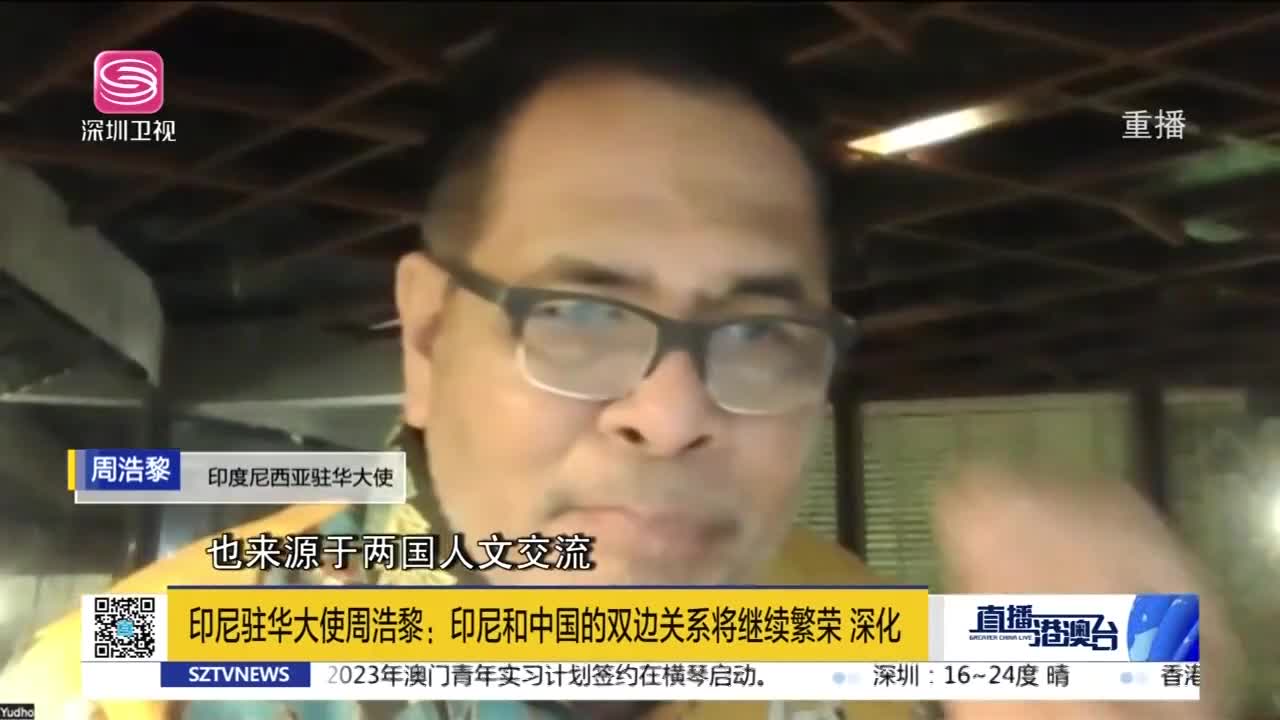 深圳卫视
重播
周浩黎
印度尼西亚驻华大使
也来源于两国人文交流
印尼驻华大使周浩黎：印尼和中国的双边关系将继续繁荣 深化
直播港澳台
GREATER CHINA LIVE
SZTVNEWS
2023年澳门青年实习计划签约在横琴启动。
深圳：16~24度 晴
香港
Yudho